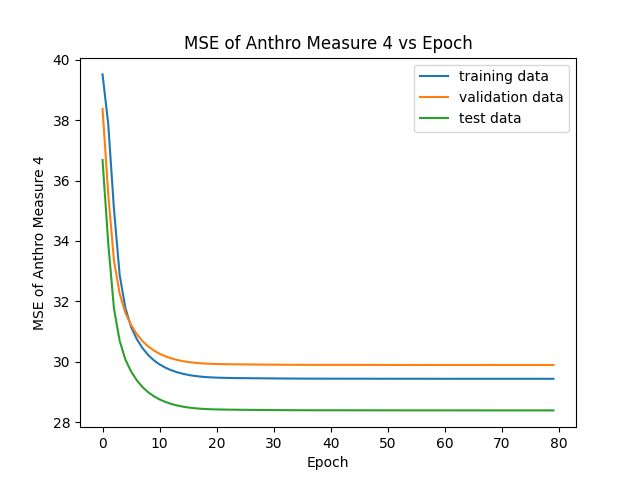 MSE of Anthro Measure 4 vs Epoch
training data
validation data
test data
MSE of Anthro Measure 4
40
38
36
34
32
30
28
0 10 20 30 40 50 60 70 80
Epoch